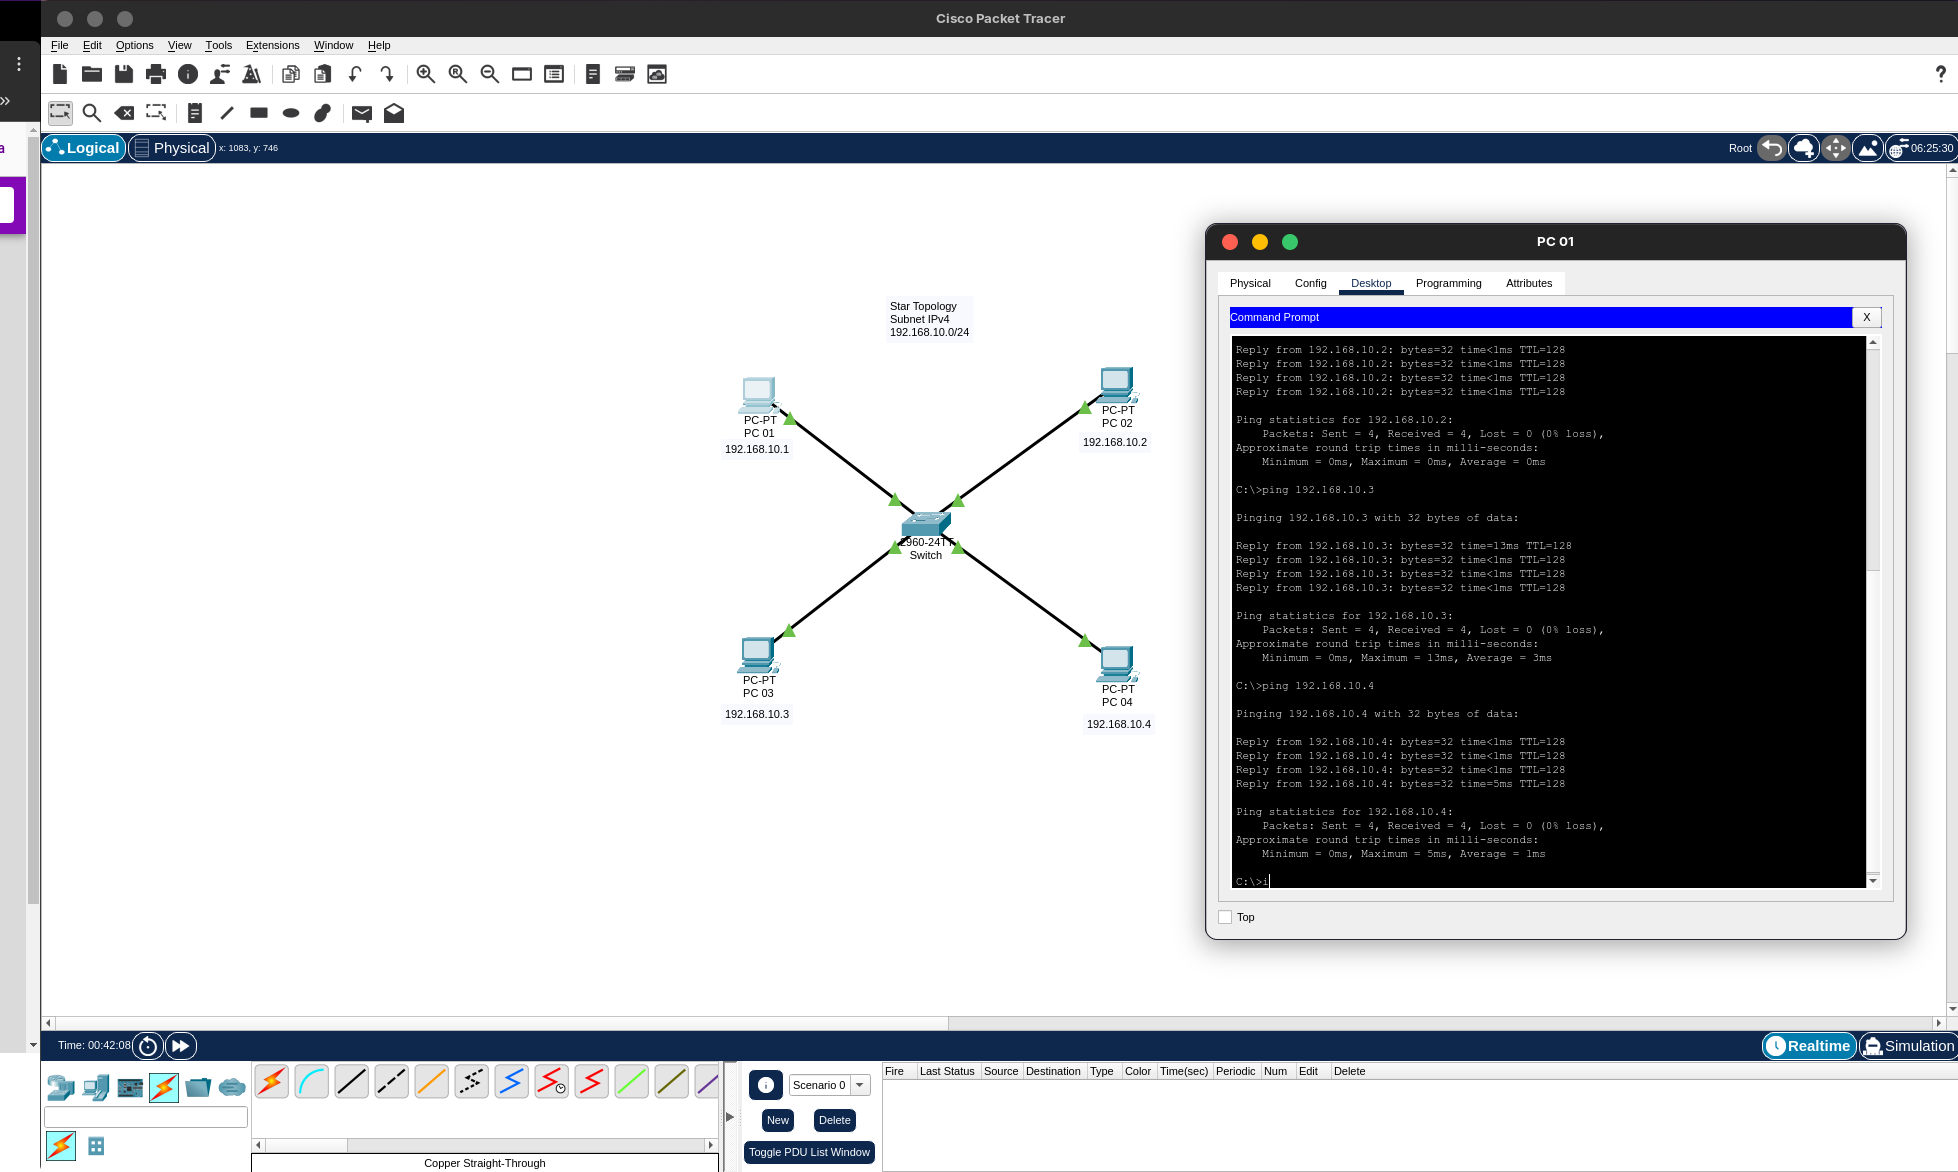 Cisco Packet Tracer
File Edit Options View Tools Extensions Window Help
?
»
a
Logical Physical x: 1083, y: 746 Root 06:25:30
Star Topology
Subnet IPv4
192.168.10.0/24
PC-PT
PC 01
192.168.10.1
PC-PT
PC 02
192.168.10.2
2960-24TT
Switch
PC-PT
PC 03
192.168.10.3
PC-PT
PC 04
192.168.10.4
PC 01
Physical Config Desktop Programming Attributes
Command Prompt X
Reply from 192.168.10.2: bytes=32 time<1ms TTL=128
Reply from 192.168.10.2: bytes=32 time<1ms TTL=128
Reply from 192.168.10.2: bytes=32 time<1ms TTL=128
Reply from 192.168.10.2: bytes=32 time<1ms TTL=128
Ping statistics for 192.168.10.2:
Packets: Sent = 4, Received = 4, Lost = 0 (0% loss),
Approximate round trip times in milli-seconds:
Minimum = 0ms, Maximum = 0ms, Average = 0ms
C:\>ping 192.168.10.3
Pinging 192.168.10.3 with 32 bytes of data:
Reply from 192.168.10.3: bytes=32 time=13ms TTL=128
Reply from 192.168.10.3: bytes=32 time<1ms TTL=128
Reply from 192.168.10.3: bytes=32 time<1ms TTL=128
Reply from 192.168.10.3: bytes=32 time<1ms TTL=128
Ping statistics for 192.168.10.3:
Packets: Sent = 4, Received = 4, Lost = 0 (0% loss),
Approximate round trip times in milli-seconds:
Minimum = 0ms, Maximum = 13ms, Average = 3ms
C:\>ping 192.168.10.4
Pinging 192.168.10.4 with 32 bytes of data:
Reply from 192.168.10.4: bytes=32 time<1ms TTL=128
Reply from 192.168.10.4: bytes=32 time<1ms TTL=128
Reply from 192.168.10.4: bytes=32 time<1ms TTL=128
Reply from 192.168.10.4: bytes=32 time=5ms TTL=128
Ping statistics for 192.168.10.4:
Packets: Sent = 4, Received = 4, Lost = 0 (0% loss),
Approximate round trip times in milli-seconds:
Minimum = 0ms, Maximum = 5ms, Average = 1ms
C:\>i
Top
Time: 00:42:08 Realtime Simulation
Scenario 0
New Delete
Toggle PDU List Window
Fire Last Status Source Destination Type Color Time(sec) Periodic Num Edit Delete
Copper Straight-Through